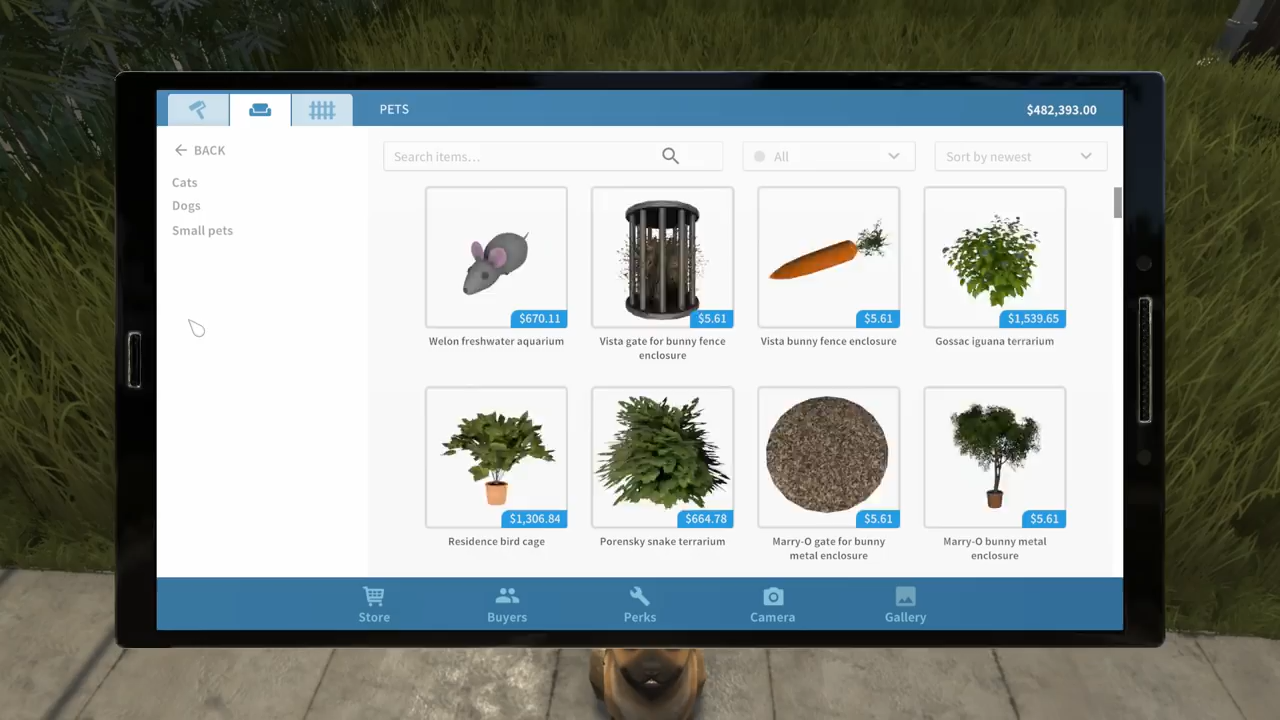 PETS
$482,393.00
BACK
Search items...
All
Sort by newest
Cats
Dogs
Small pets
$670.11
$5.61
$5.61
$1,539.65
Welon freshwater aquarium
Vista gate for bunny fence
enclosure
Vista bunny fence enclosure
Gossac iguana terrarium
$1,306.84
$664.78
$5.61
$5.61
Residence bird cage
Porensky snake terrarium
Marry-O gate for bunny
metal enclosure
Marry-O bunny metal
enclosure
Store
Buyers
Perks
Camera
Gallery